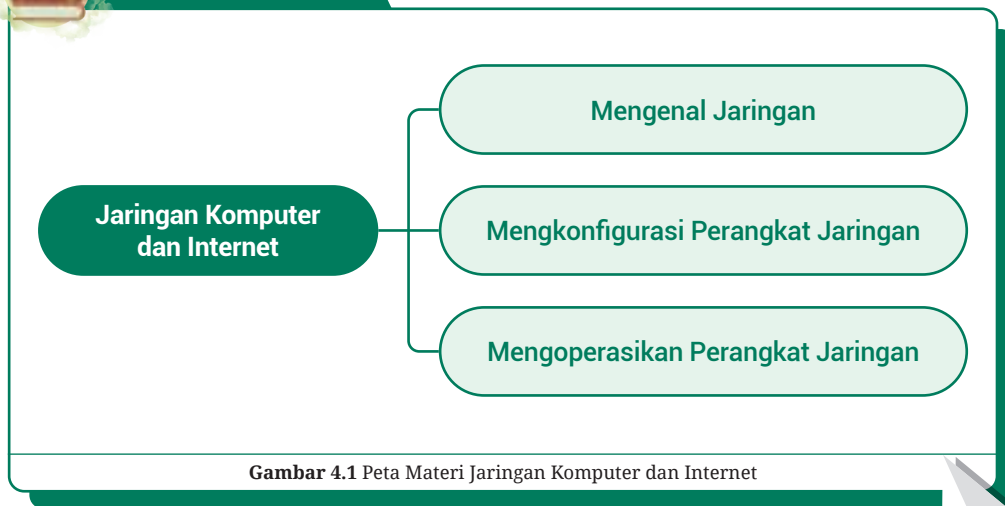 Jaringan Komputer
dan Internet
Mengenal Jaringan
Mengkonfigurasi Perangkat Jaringan
Mengoperasikan Perangkat Jaringan
Gambar 4.1 Peta Materi Jaringan Komputer dan Internet